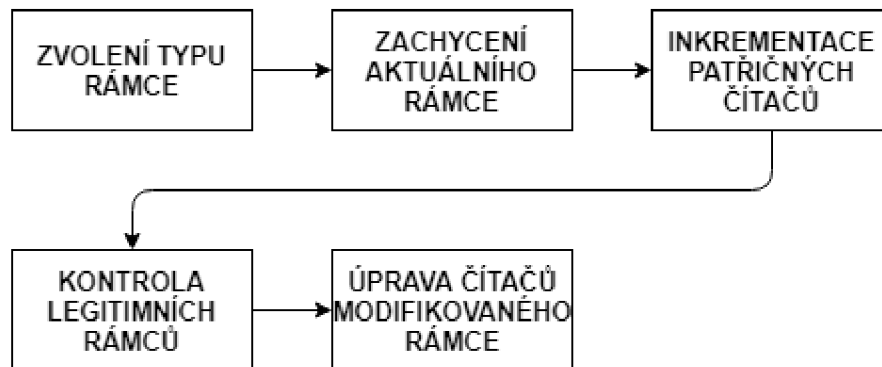 ZVOLENÍ TYPU
RÁMCE
ZACHYCENÍ
AKTUÁLNÍHO
RÁMCE
INKREMENTACE
PATŘIČNÝCH
ČÍTAČŮ
KONTROLA
LEGITIMNÍCH
RÁMCŮ
ÚPRAVA ČÍTAČŮ
MODIFIKOVANÉHO
RÁMCE